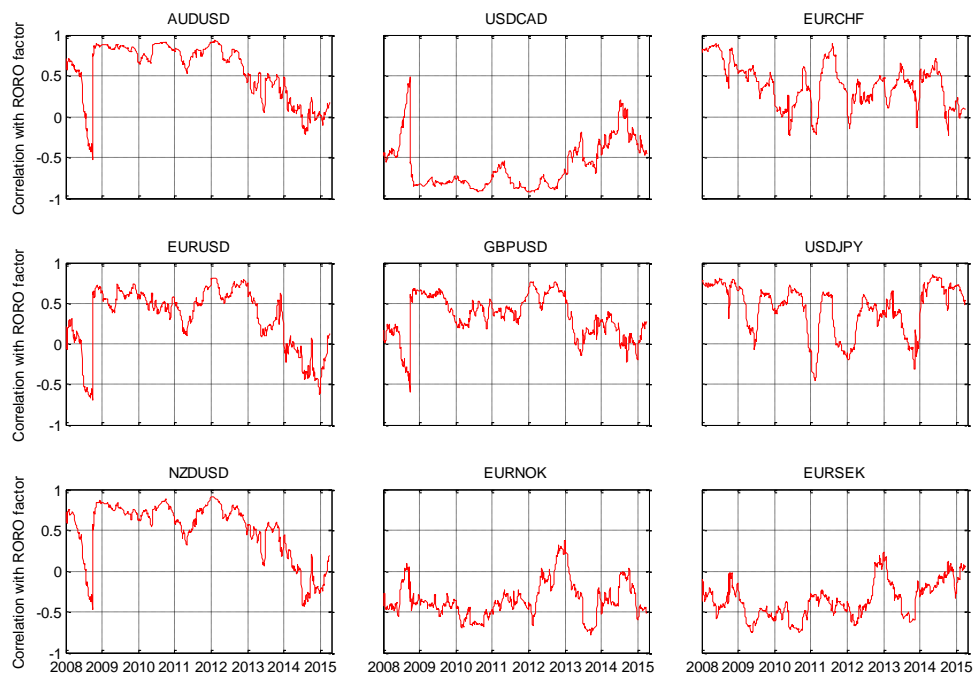 AUDUSD USDCAD EURCHF
Correlation with RORO factor
1
0.5
0
-0.5
-1
EURUSD GBPUSD USDJPY
Correlation with RORO factor
1
0.5
0
-0.5
-1
NZDUSD EURNOK EURSEK
Correlation with RORO factor
1
0.5
0
-0.5
-1
2008 2009 2010 2011 2012 2013 2014 2015 2008 2009 2010 2011 2012 2013 2014 2015 2008 2009 2010 2011 2012 2013 2014 2015